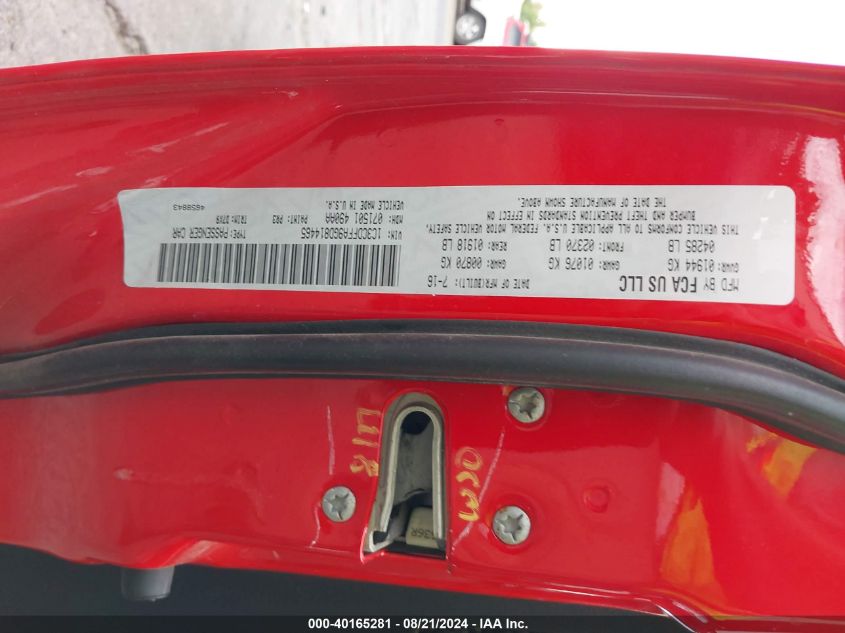 MFD BY FCA US LLC DATE OF MFR(BUILT): 7-16
GVWR: 01944 KG GAWR: 01076 KG GAWR: 00870 KG
04285 LB FRONT: 02370 LB REAR: 01918 LB
THIS VEHICLE CONFORMS TO ALL APPLICABLE U.S.A. FEDERAL MOTOR VEHICLE SAFETY,
BUMPER AND THEFT PREVENTION STANDARDS IN EFFECT ON
THE DATE OF MANUFACTURE SHOWN ABOVE.
TYPE: PASSENGER CAR
VIN: 1C3CDFFA9GD814465
MDH: 071501 490AA
VEHICLE MADE IN U.S.A.
PAINT: PR3
TRIM: DTX9
4658843
136R
000-40165281 - 08/21/2024 - IAA Inc.